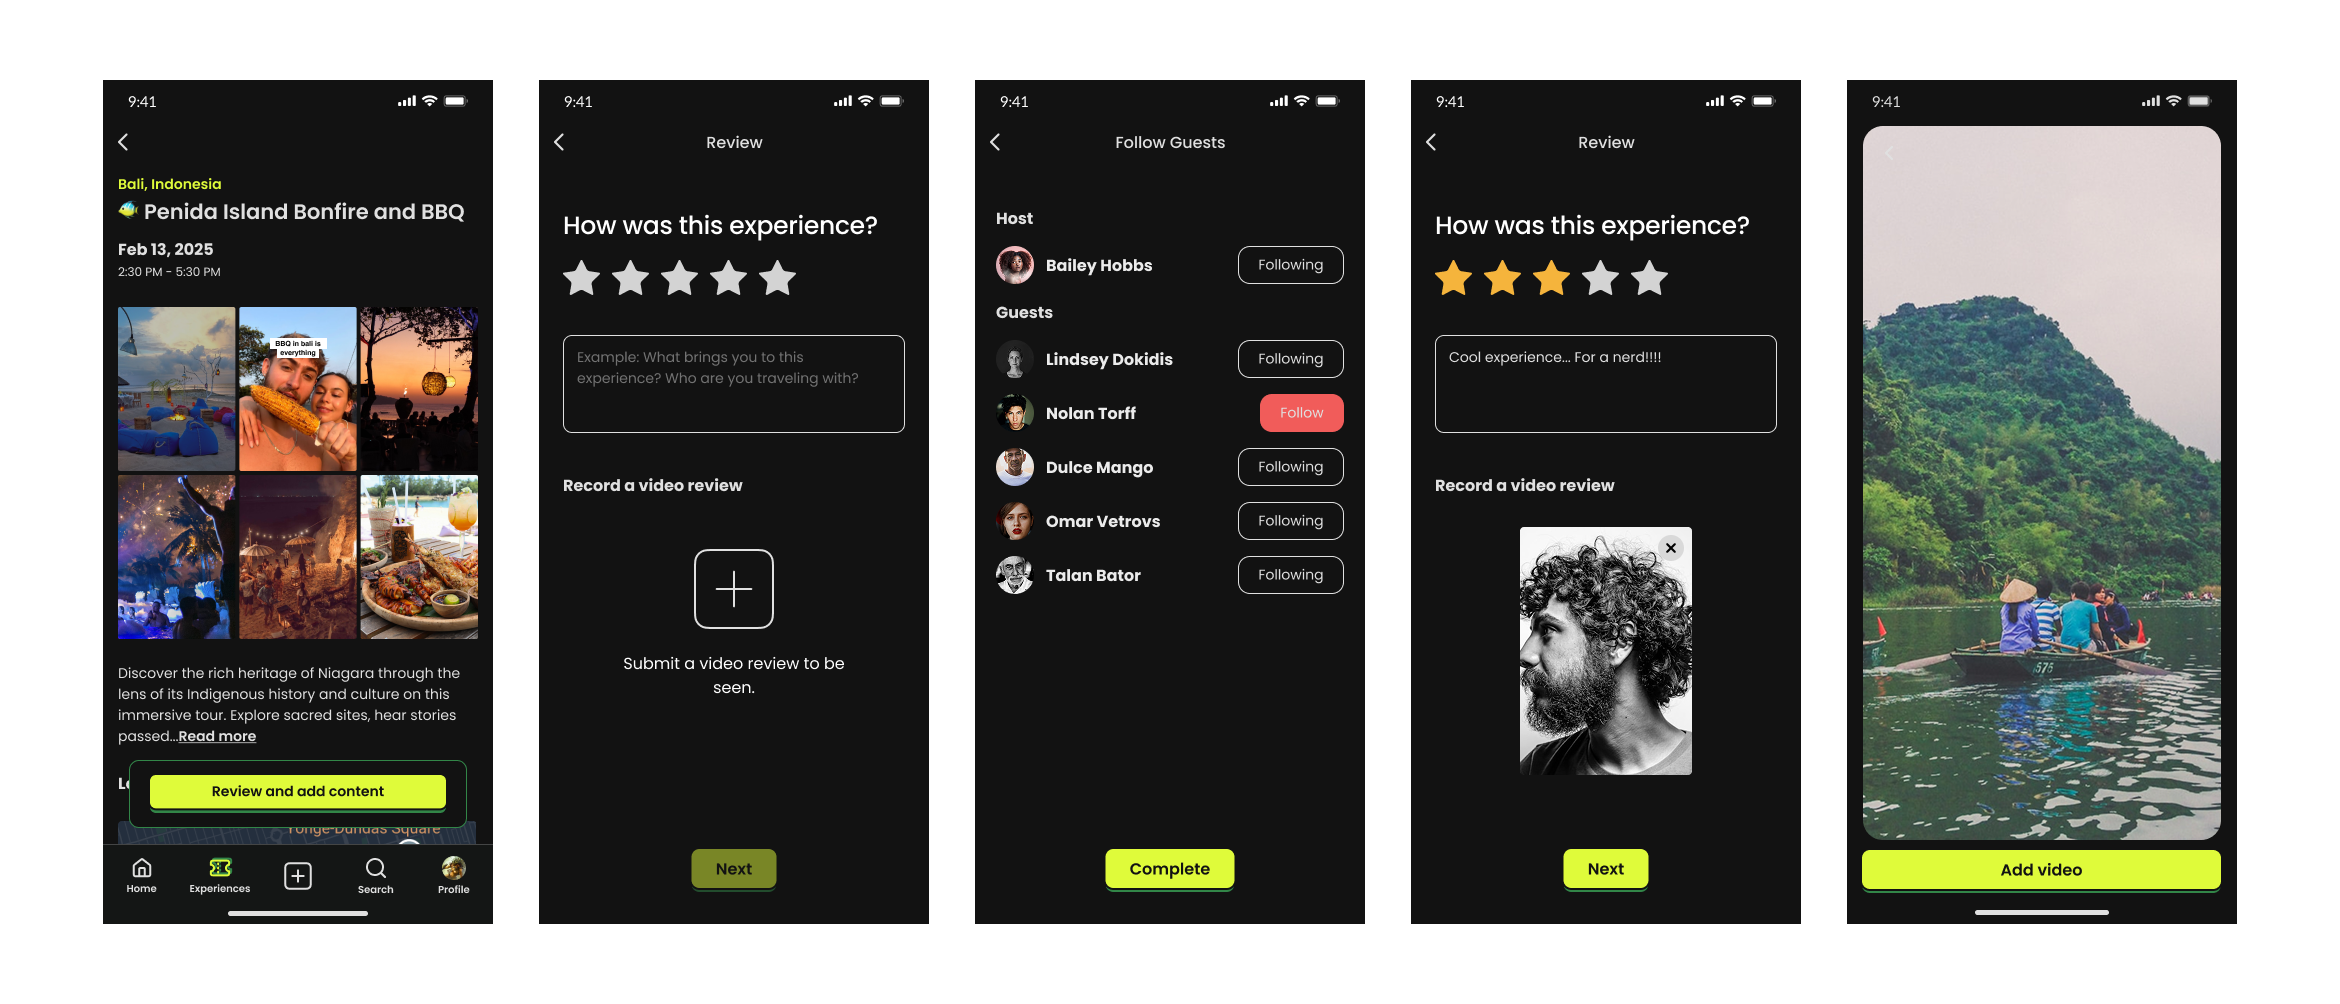 9:41
Bali, Indonesia
🐠 Penida Island Bonfire and BBQ
Feb 13, 2025
2:30 PM - 5:30 PM
BBQ in bali is
everything
Discover the rich heritage of Niagara through the
lens of its Indigenous history and culture on this
immersive tour. Explore sacred sites, hear stories
passed...Read more
Review and add content
Yonge-Dundas Square
Home
Experiences
Search
Profile
9:41
Review
How was this experience?
Example: What brings you to this
experience? Who are you traveling with?
Record a video review
Submit a video review to be
seen.
Next
9:41
Follow Guests
Host
Bailey Hobbs
Following
Guests
Lindsey Dokidis
Following
Nolan Torff
Follow
Dulce Mango
Following
Omar Vetrovs
Following
Talan Bator
Following
Complete
9:41
Review
How was this experience?
Cool experience... For a nerd!!!!
Record a video review
Next
9:41
576
Add video